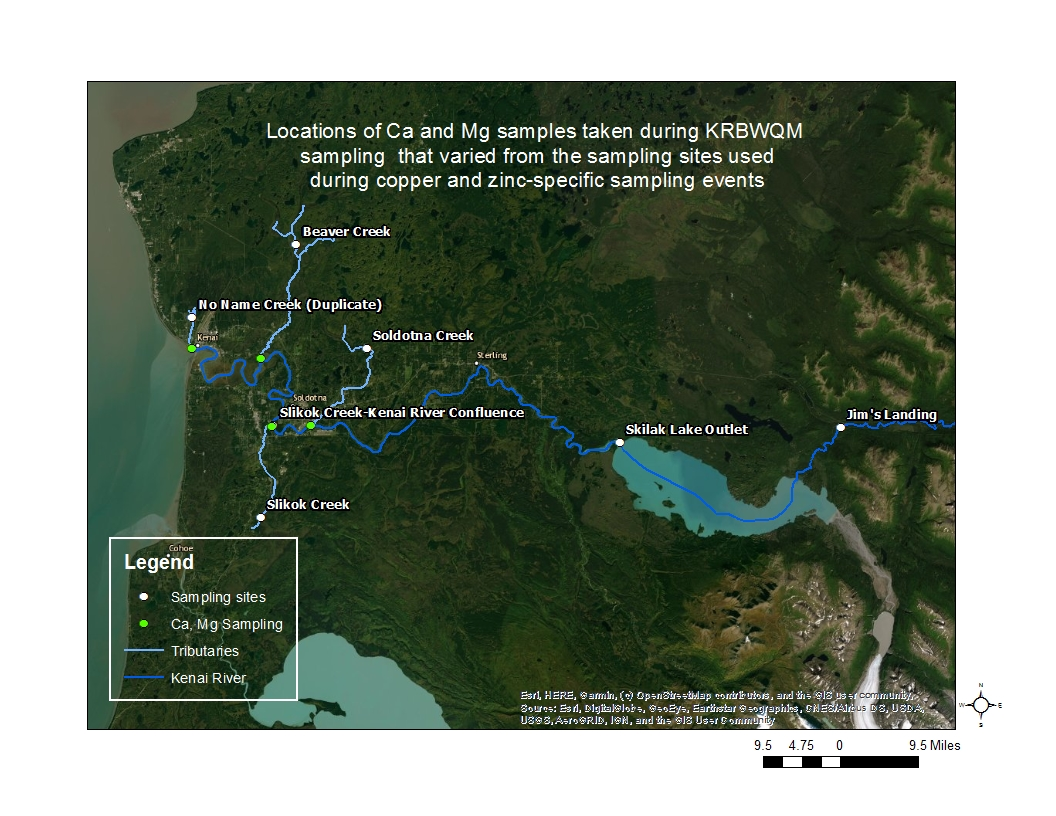 Locations of Ca and Mg samples taken during KRBWQM
sampling that varied from the sampling sites used
during copper and zinc-specific sampling events
Beaver Creek
No Name Creek (Duplicate)
Kenai
Soldotna Creek
Sterling
Soldotna
Slikok Creek-Kenai River Confluence
Jim's Landing
Skilak Lake Outlet
Slikok Creek
Cohoe
Legend
Sampling sites
Ca, Mg Sampling
Tributaries
Kenai River
Esri, HERE, Garmin, (c) OpenStreetMap contributors, and the GIS user community,
Source: Esri, DigitalGlobe, GeoEye, Earthstar Geographics, CNES/Airbus DS, USDA,
USGS, AeroGRID, IGN, and the GIS User Community
N
W E
S
9.5 4.75 0 9.5 Miles